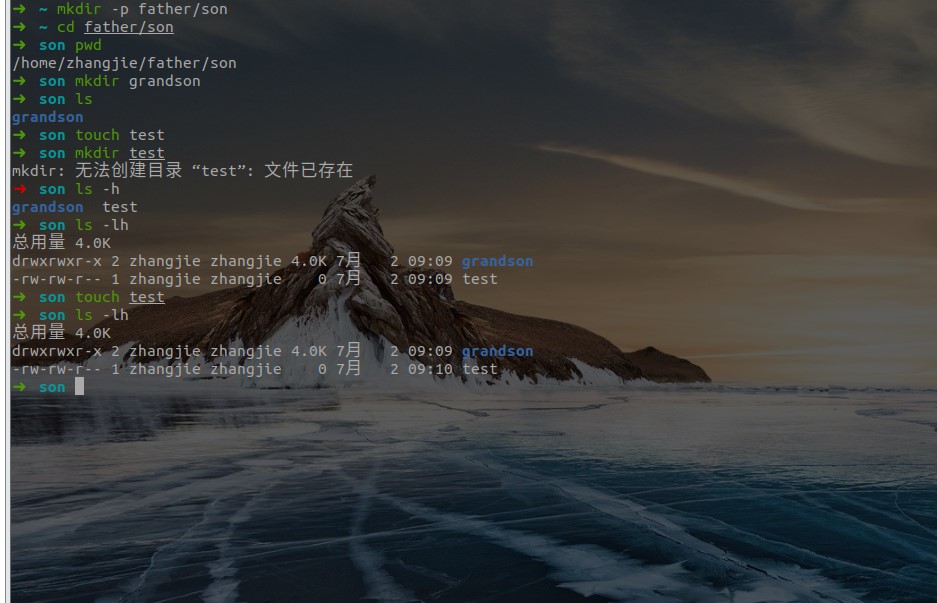 ➜ ~ mkdir -p father/son
➜ ~ cd father/son
➜ son pwd
/home/zhangjie/father/son
➜ son mkdir grandson
➜ son ls
grandson
➜ son touch test
➜ son mkdir test
mkdir: 无法创建目录 “test”: 文件已存在
➜ son ls -h
grandson  test
➜ son ls -lh
总用量 4.0K
drwxrwxr-x 2 zhangjie zhangjie 4.0K 7月   2 09:09 grandson
-rw-rw-r-- 1 zhangjie zhangjie    0 7月   2 09:09 test
➜ son touch test
➜ son ls -lh
总用量 4.0K
drwxrwxr-x 2 zhangjie zhangjie 4.0K 7月   2 09:09 grandson
-rw-rw-r-- 1 zhangjie zhangjie    0 7月   2 09:10 test
➜ son